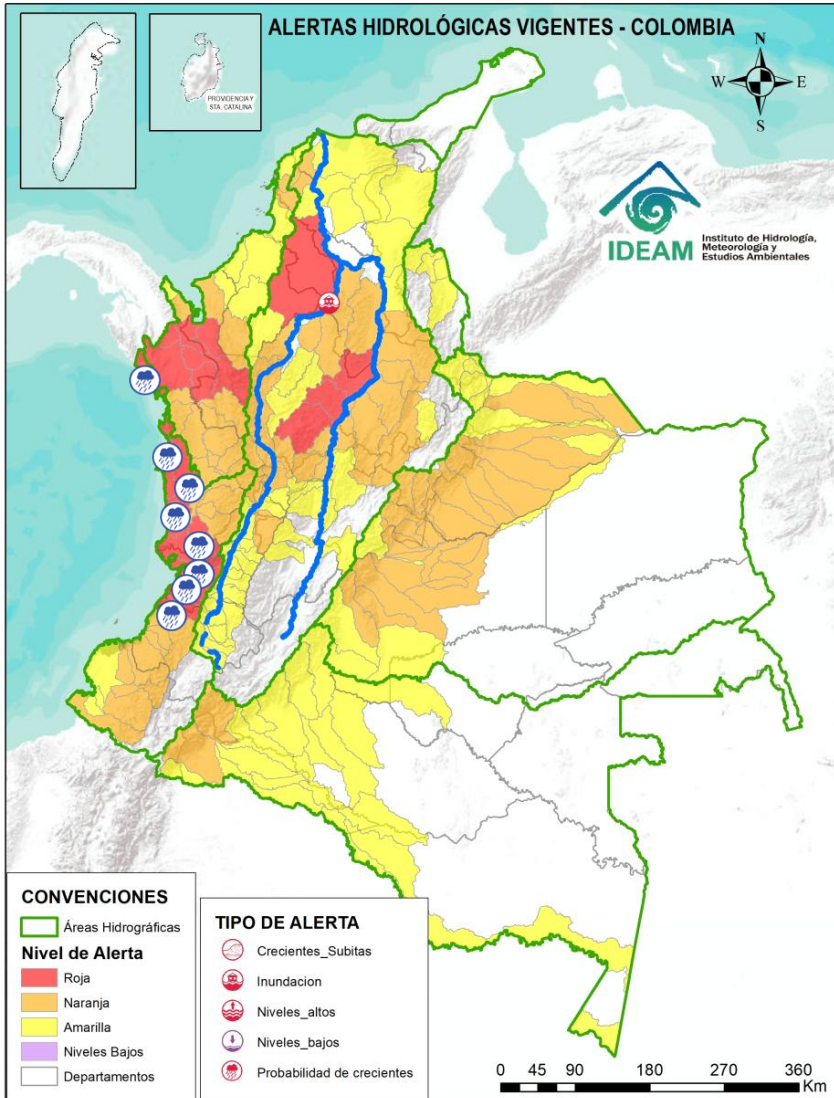 ALERTAS HIDROLÓGICAS VIGENTES - COLOMBIA
PROVIDENCIA Y
STA. CATALINA
N
W
E
S
IDEAM
Instituto de Hidrología,
Meteorología y
Estudios Ambientales
CONVENCIONES
Áreas Hidrográficas
Nivel de Alerta
Roja
Naranja
Amarilla
Niveles Bajos
Departamentos
TIPO DE ALERTA
Crecientes_Subitas
Inundacion
Niveles_altos
Niveles_bajos
Probabilidad de crecientes
0 45 90 180 270 360
Km